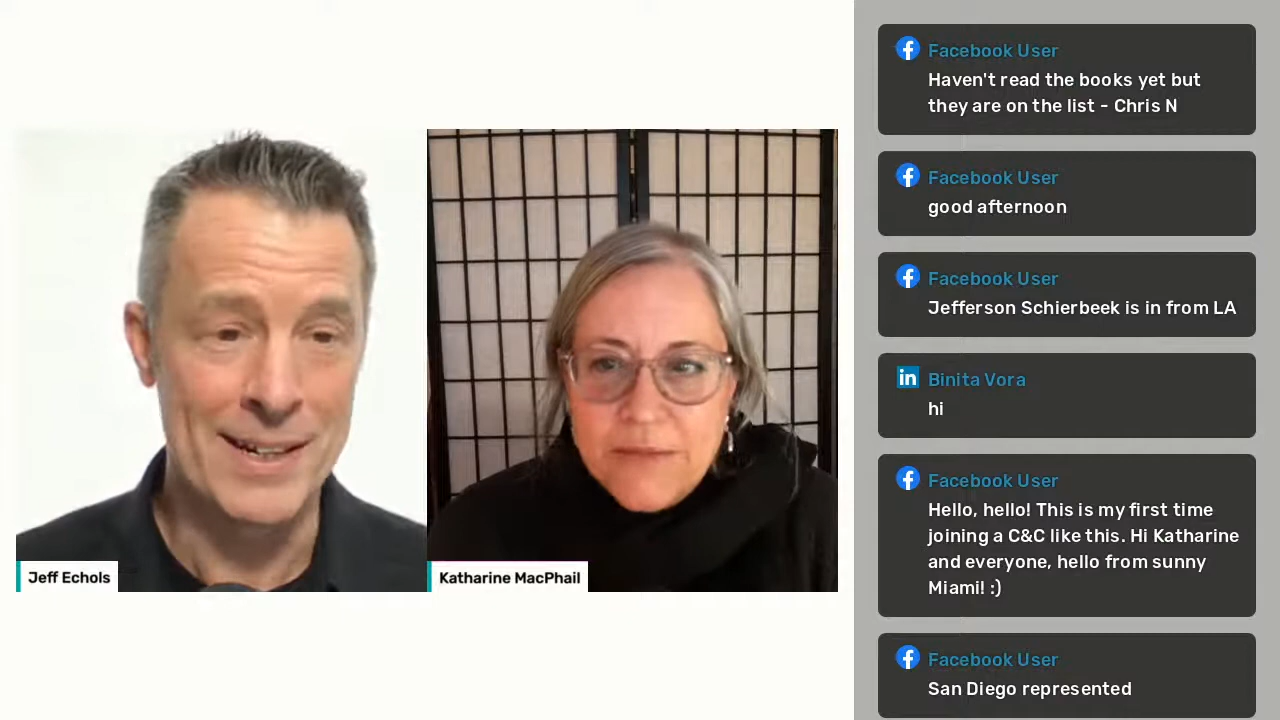 Jeff Echols
Katharine MacPhail
Facebook User
Haven't read the books yet but
they are on the list - Chris N
Facebook User
good afternoon
Facebook User
Jefferson Schierbeek is in from LA
Binita Vora
hi
Facebook User
Hello, hello! This is my first time
joining a C&C like this. Hi Katharine
and everyone, hello from sunny
Miami! :)
Facebook User
San Diego represented